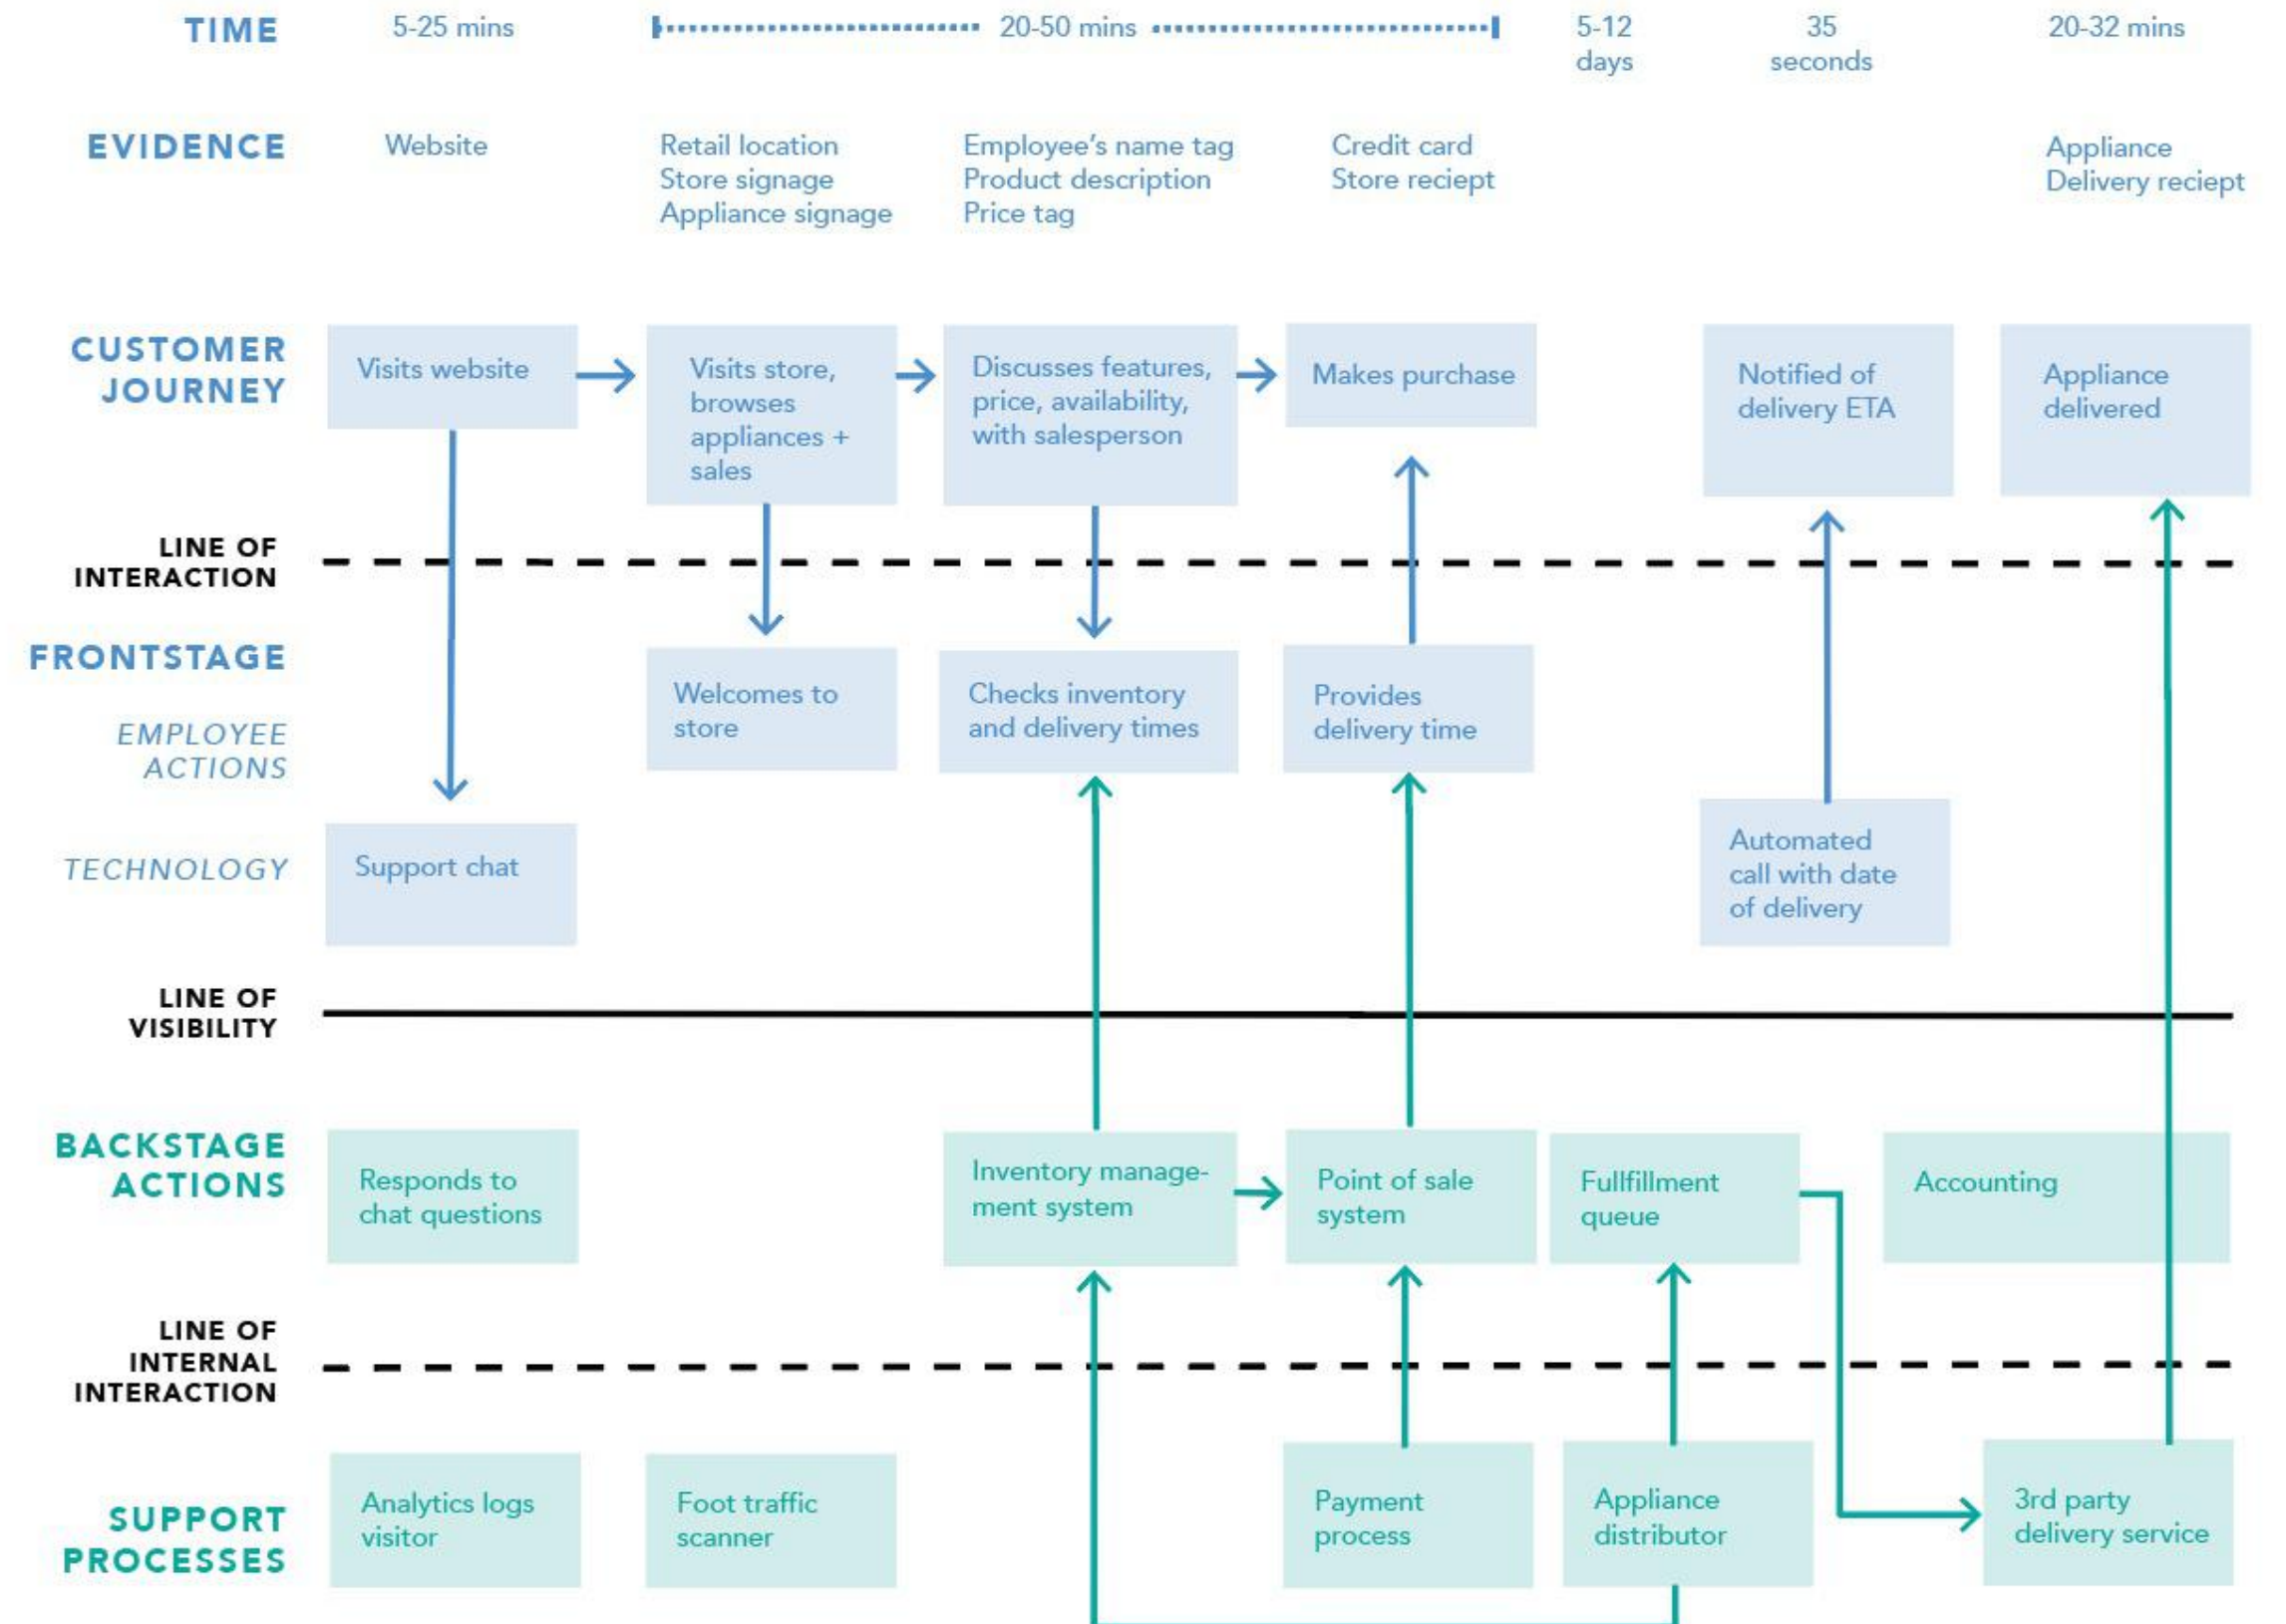 TIME
5-25 mins
20-50 mins
5-12
days
35
seconds
20-32 mins
EVIDENCE
Website
Retail location
Store signage
Appliance signage
Employee’s name tag
Product description
Price tag
Credit card
Store reciept
Appliance
Delivery reciept
CUSTOMER
JOURNEY
Visits website
Visits store,
browses
appliances +
sales
Discusses features,
price, availability,
with salesperson
Makes purchase
Notified of
delivery ETA
Appliance
delivered
LINE OF
INTERACTION
FRONTSTAGE
EMPLOYEE
ACTIONS
Welcomes to
store
Checks inventory
and delivery times
Provides
delivery time
TECHNOLOGY
Support chat
Automated
call with date
of delivery
LINE OF
VISIBILITY
BACKSTAGE
ACTIONS
Responds to
chat questions
Inventory manage-
ment system
Point of sale
system
Fullfillment
queue
Accounting
LINE OF
INTERNAL
INTERACTION
SUPPORT
PROCESSES
Analytics logs
visitor
Foot traffic
scanner
Payment
process
Appliance
distributor
3rd party
delivery service